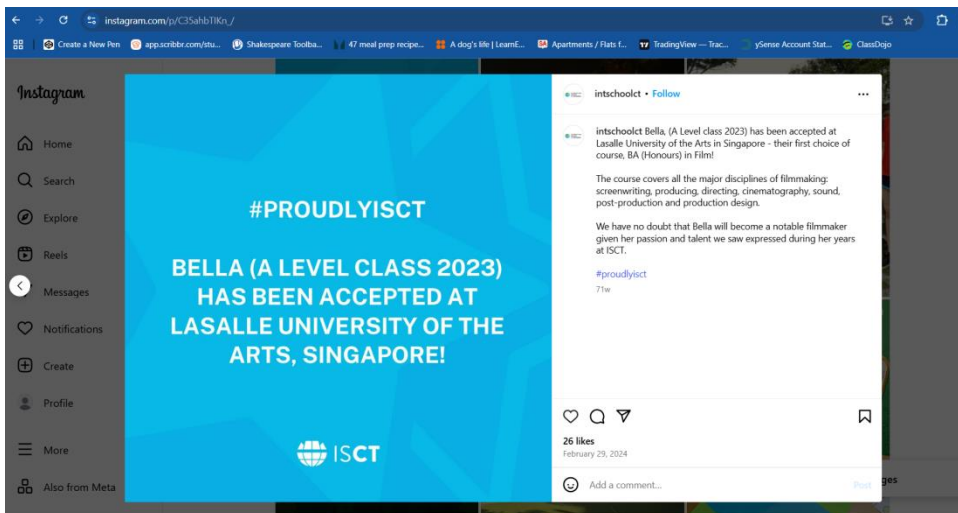 instagram.com/p/C35ahbTlKn_/
Create a New Pen
app.scribbr.com/stu...
Shakespeare Toolba...
47 meal prep recipe...
A dog's life | LearnE...
Apartments / Flats f...
TradingView — Trac...
ySense Account Stat...
ClassDojo
Instagram
Home
Search
Explore
Reels
Messages
Notifications
Create
Profile
More
Also from Meta
#PROUDLYISCT
BELLA (A LEVEL CLASS 2023)
HAS BEEN ACCEPTED AT
LASALLE UNIVERSITY OF THE
ARTS, SINGAPORE!
ISCT
intschoolct • Follow
intschoolct Bella, (A Level class 2023) has been accepted at
Lasalle University of the Arts in Singapore - their first choice of
course, BA (Honours) in Film!
The course covers all the major disciplines of filmmaking:
screenwriting, producing, directing, cinematography, sound,
post-production and production design.
We have no doubt that Bella will become a notable filmmaker
given her passion and talent we saw expressed during her years
at ISCT.
#proudlyisct
71w
26 likes
February 29, 2024
Add a comment...
Post
ges